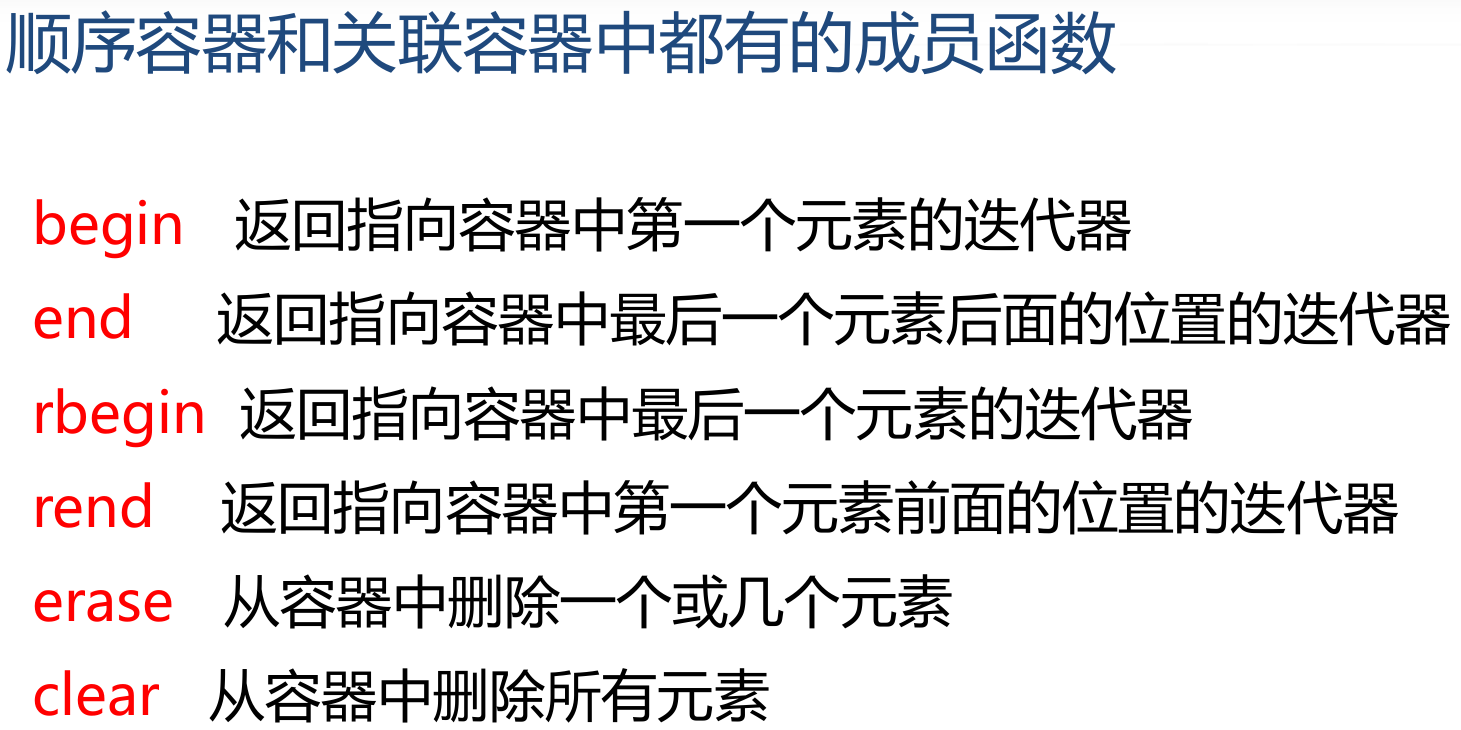 顺序容器和关联容器中都有的成员函数
begin 返回指向容器中第一个元素的迭代器
end 返回指向容器中最后一个元素后面的位置的迭代器
rbegin 返回指向容器中最后一个元素的迭代器
rend 返回指向容器中第一个元素前面的位置的迭代器
erase 从容器中删除一个或几个元素
clear 从容器中删除所有元素